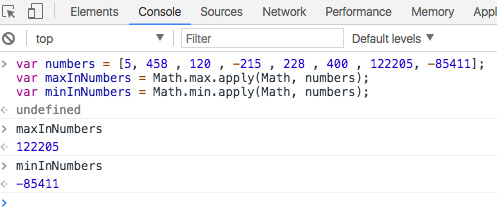 Elements Console Sources Network Performance Memory Appl
top Filter Default levels
var numbers = [5, 458 , 120 , -215 , 228 , 400 , 122205, -85411];
var maxInNumbers = Math.max.apply(Math, numbers);
var minInNumbers = Math.min.apply(Math, numbers);
undefined
maxInNumbers
122205
minInNumbers
-85411